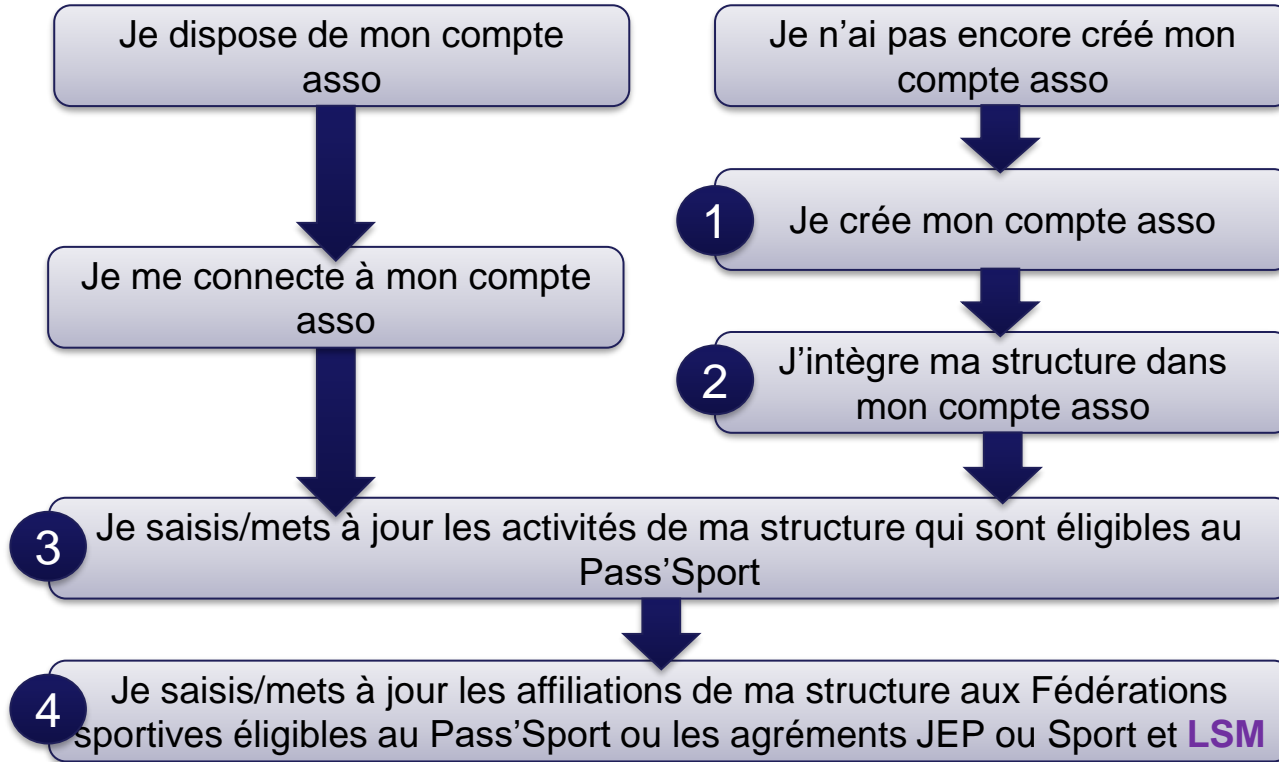 Je dispose de mon compte
asso
Je n’ai pas encore créé mon
compte asso
1
Je crée mon compte asso
Je me connecte à mon compte
asso
2
J’intègre ma structure dans
mon compte asso
3
Je saisis/mets à jour les activités de ma structure qui sont éligibles au
Pass’Sport
4
Je saisis/mets à jour les affiliations de ma structure aux Fédérations
sportives éligibles au Pass’Sport ou les agréments JEP ou Sport et LSM